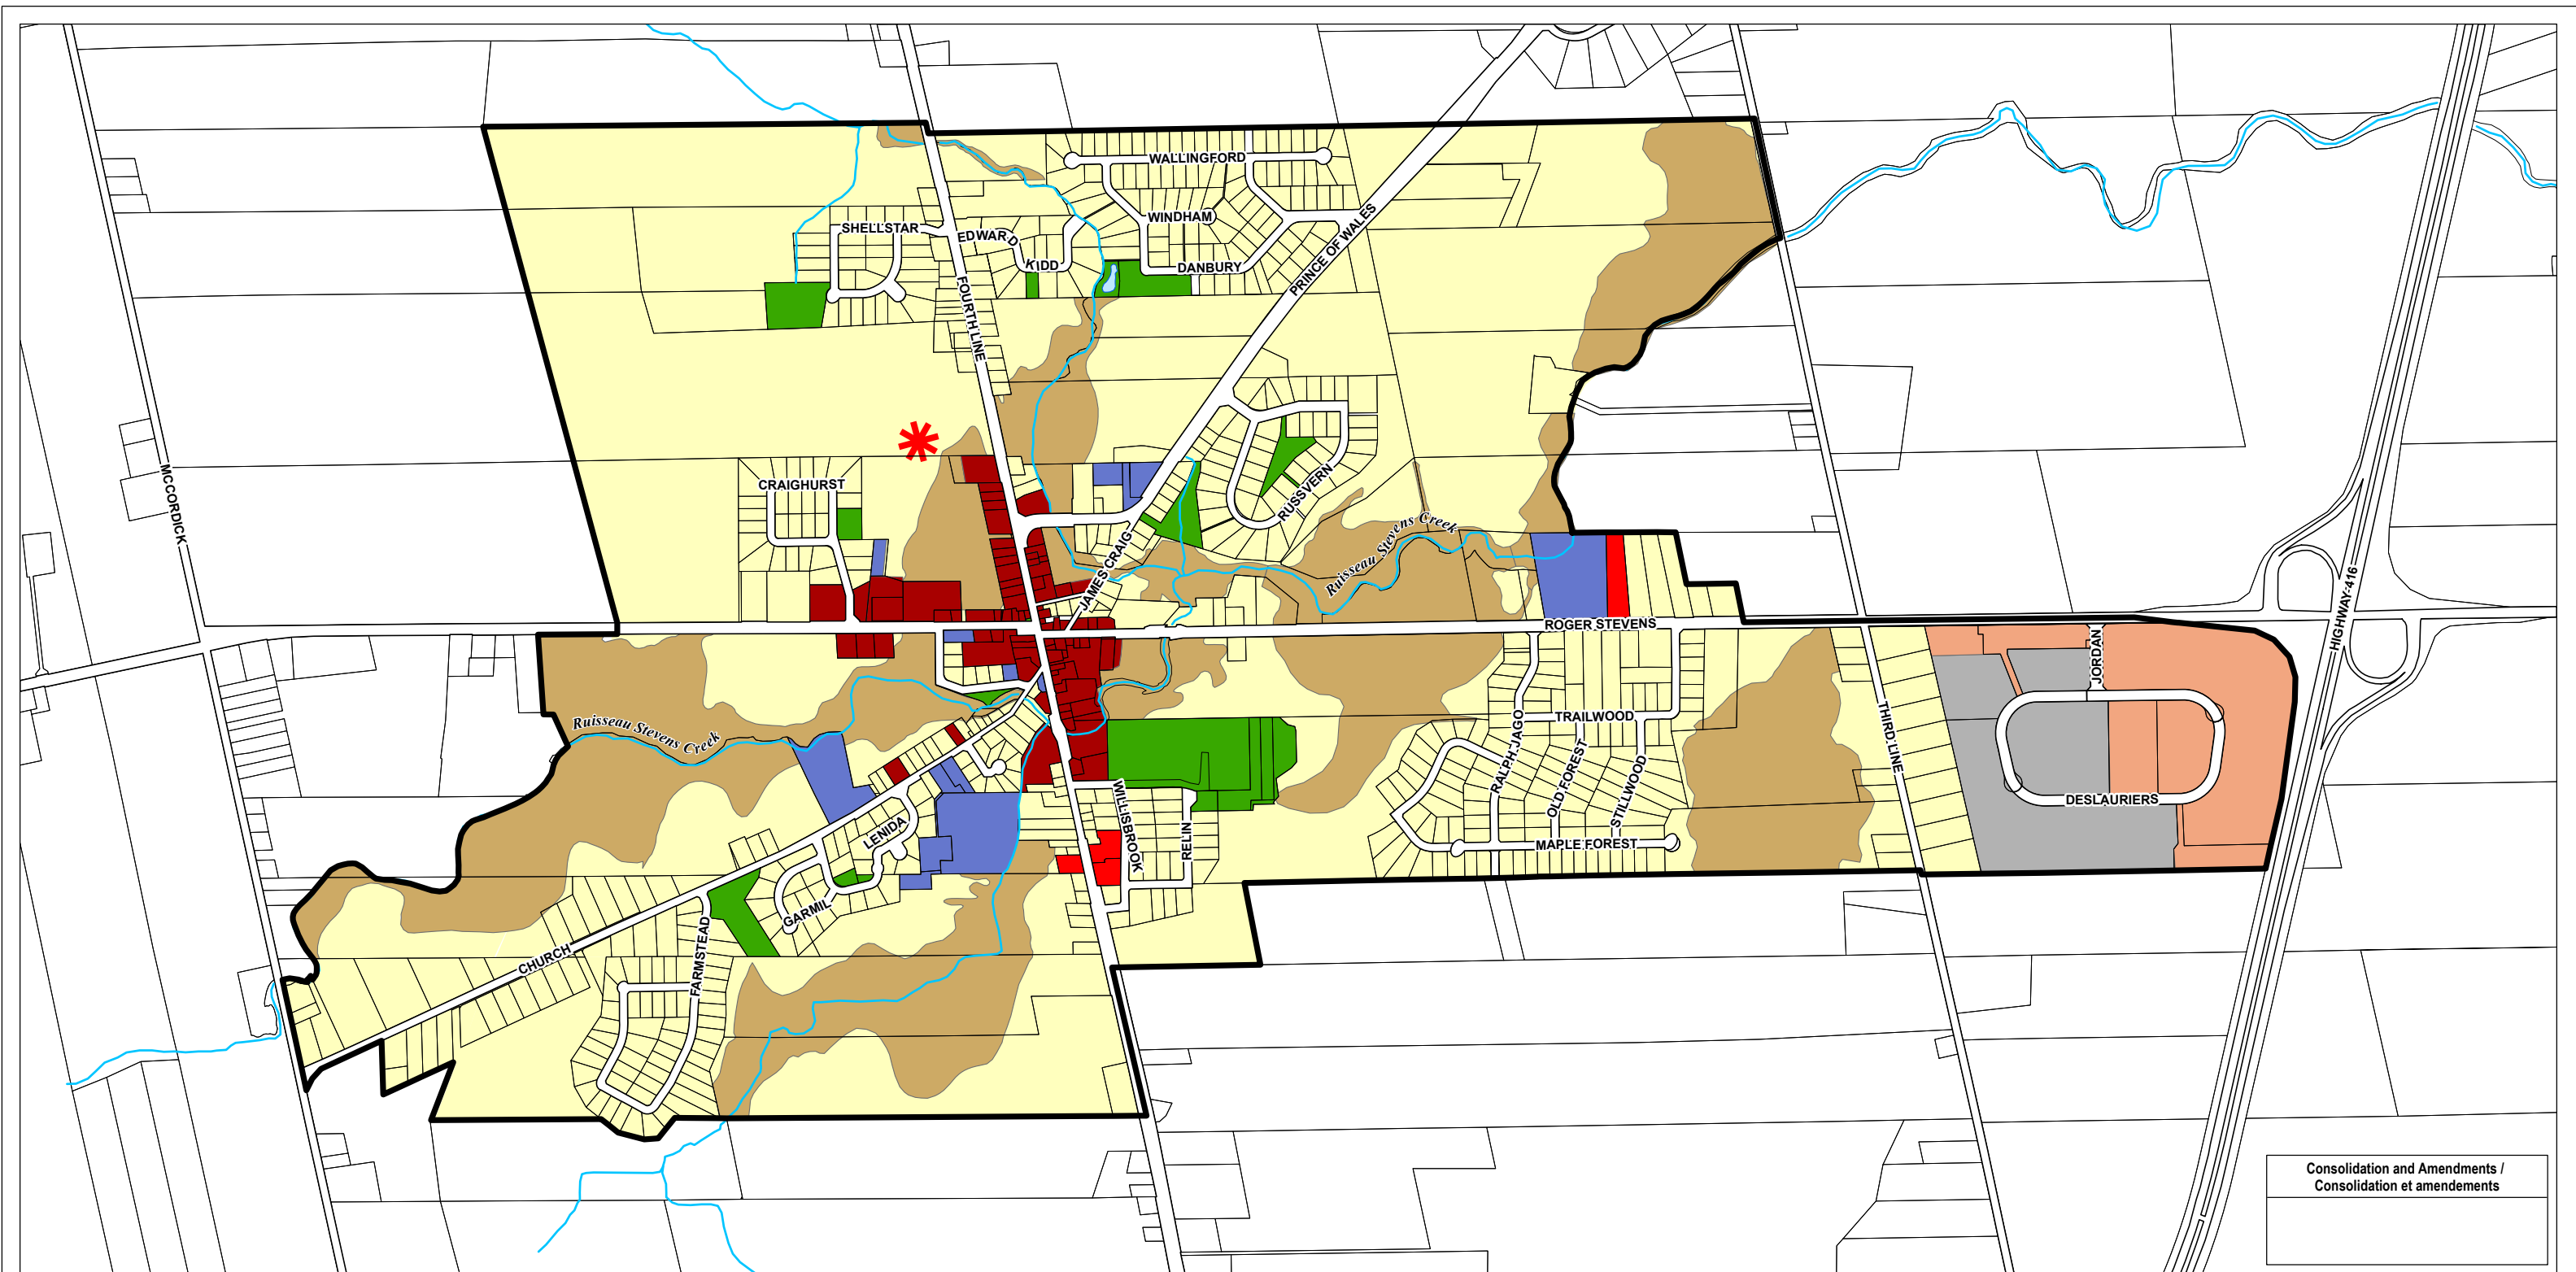 WALLINGFORD
WINDHAM
PRINCE OF WALES
SHELLSTAR
EDWARD
KIDD
DANBURY
FOURTH LINE
MCCORDICK
CRAIGHURST
RUSSVERN
Ruisseau Stevens Creek
JAMES CRAIG
HIGHWAY 416
ROGER STEVENS
JORDAN
Ruisseau Stevens Creek
RALPH JAGO
TRAILWOOD
THIRD LINE
OLD FOREST
STILLWOOD
DESLAURIERS
WILLISBROOK
RELIN
LENIDA
MAPLE FOREST
GARMIL
CHURCH
FARMSTEAD
Consolidation and Amendments /
Consolidation et amendements